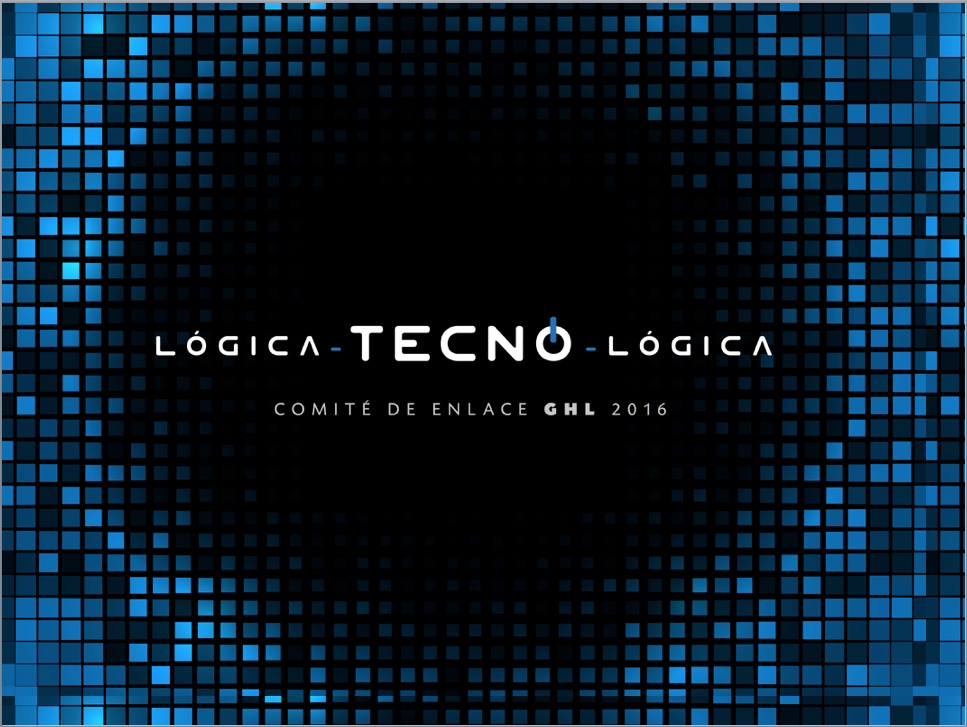 LÓGICA-TECNO-LÓGICA
COMITÉ DE ENLACE GHL 2016